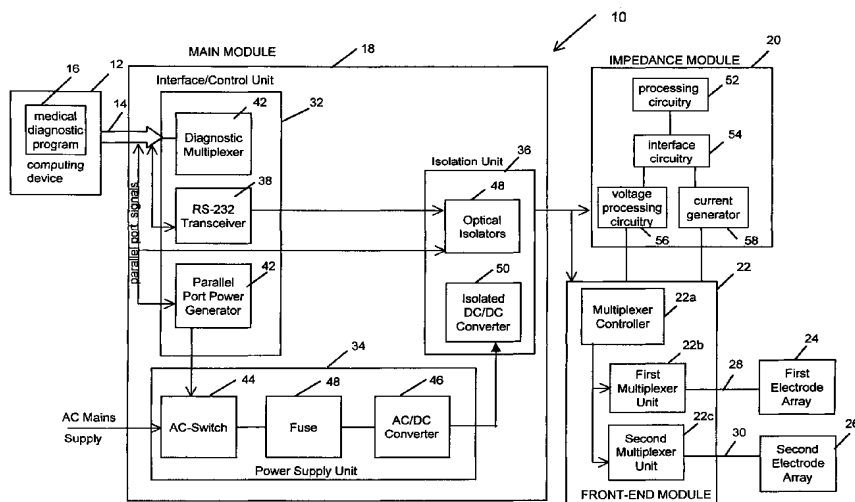 10
MAIN MODULE
18
20
IMPEDANCE MODULE
16
12
Interface/Control Unit
52
14
42
32
processing
circuitry
medical
diagnostic
program
computing
device
Diagnostic
Multiplexer
54
interface
circuitry
36
Isolation Unit
38
48
RS-232
Transceiver
Optical
Isolators
voltage
processing
circuitry
current
generator
56
58
parallel port signals
42
50
22
Parallel
Port Power
Generator
Isolated
DC/DC
Converter
Multiplexer
Controller
22a
34
22b
24
44
48
46
First
Multiplexer
Unit
28
First
Electrode
Array
AC Mains
Supply
AC-Switch
Fuse
AC/DC
Converter
22c
26
Second
Multiplexer
Unit
30
Second
Electrode
Array
Power Supply Unit
FRONT-END MODULE